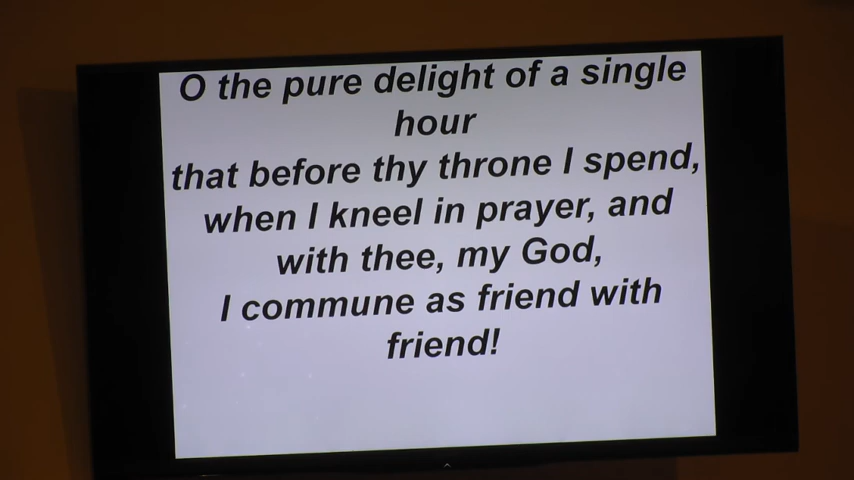 O the pure delight of a single
hour
that before thy throne I spend,
when I kneel in prayer, and
with thee, my God,
I commune as friend with
friend!